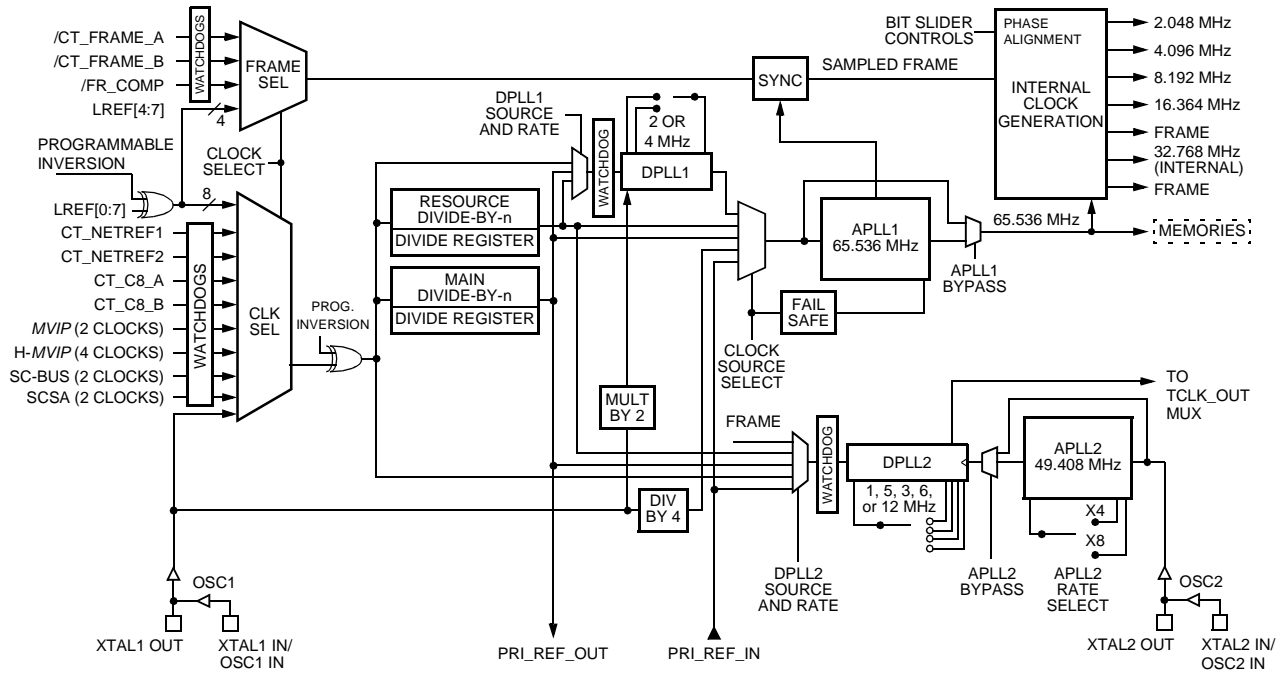 /CT_FRAME_A
/CT_FRAME_B
/FR_COMP
LREF[4:7]
WATCHDOGS
FRAME
SEL
4
PROGRAMMABLE
INVERSION
CLOCK
SELECT
LREF[0:7]
8
CT_NETREF1
CT_NETREF2
CT_C8_A
CT_C8_B
MVIP (2 CLOCKS)
H-MVIP (4 CLOCKS)
SC-BUS (2 CLOCKS)
SCSA (2 CLOCKS)
WATCHDOGS
CLK
SEL
PROG.
INVERSION
RESOURCE
DIVIDE-BY-n
DIVIDE REGISTER
MAIN
DIVIDE-BY-n
DIVIDE REGISTER
DPLL1
SOURCE
AND RATE
WATCHDOG
2 OR
4 MHz
DPLL1
SYNC
SAMPLED FRAME
BIT SLIDER
CONTROLS
PHASE
ALIGNMENT
INTERNAL
CLOCK
GENERATION
2.048 MHz
4.096 MHz
8.192 MHz
16.364 MHz
FRAME
32.768 MHz
(INTERNAL)
FRAME
APLL1
65.536 MHz
65.536 MHz
MEMORIES
APLL1
BYPASS
FAIL
SAFE
CLOCK
SOURCE
SELECT
MULT
BY 2
DIV
BY 4
FRAME
WATCHDOG
DPLL2
1, 5, 3, 6,
or 12 MHz
TO
TCLK_OUT
MUX
APLL2
49.408 MHz
X4
X8
DPLL2
SOURCE
AND RATE
APLL2
BYPASS
APLL2
RATE
SELECT
OSC1
XTAL1 OUT
XTAL1 IN/
OSC1 IN
PRI_REF_OUT
PRI_REF_IN
OSC2
XTAL2 OUT
XTAL2 IN/
OSC2 IN